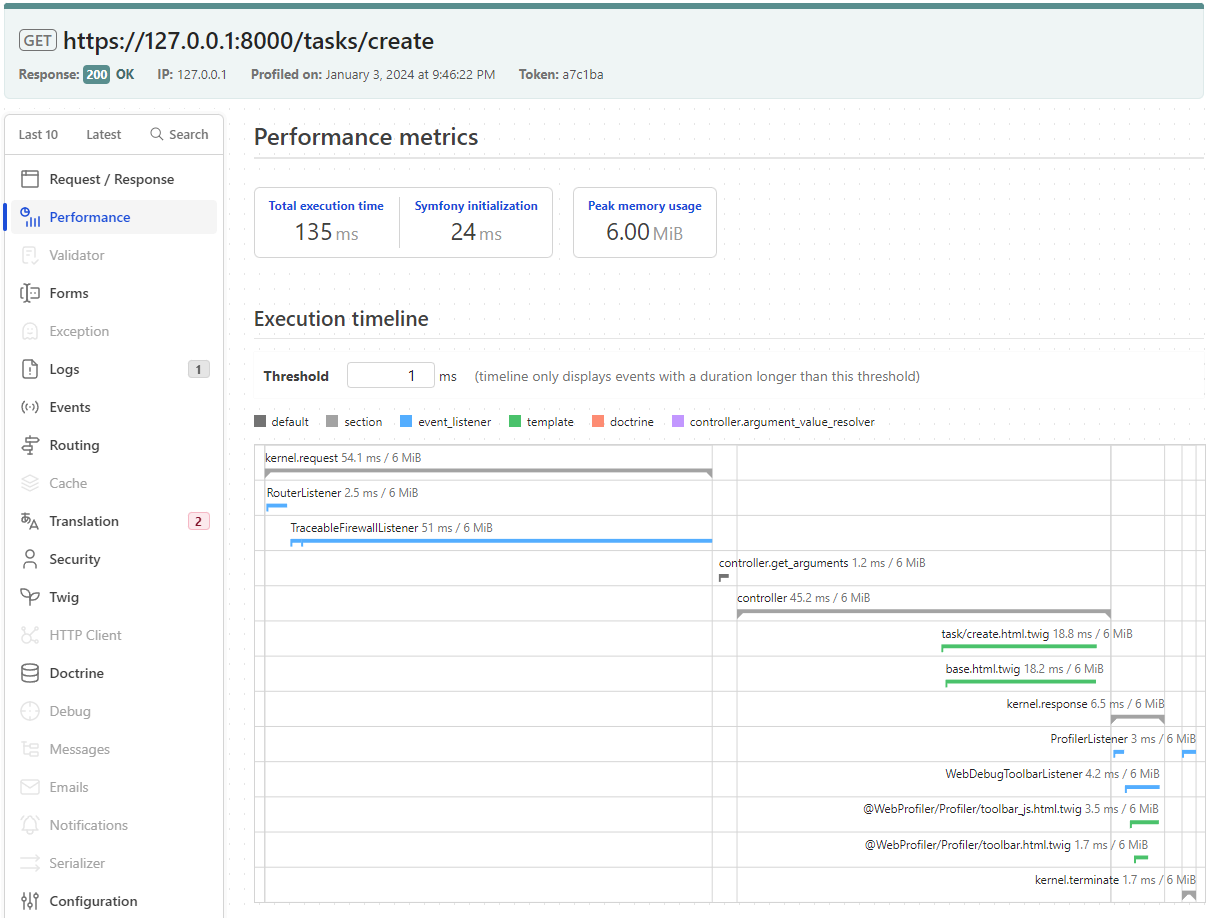 GET https://127.0.0.1:8000/tasks/create
Response: 200 OK IP: 127.0.0.1 Profiled on: January 3, 2024 at 9:46:22 PM Token: a7c1ba
Last 10 Latest Search
Request / Response
Performance
Validator
Forms
Exception
Logs 1
Events
Routing
Cache
Translation 2
Security
Twig
HTTP Client
Doctrine
Debug
Messages
Emails
Notifications
Serializer
Configuration
Performance metrics
Total execution time Symfony initialization Peak memory usage
135 ms 24 ms 6.00 MiB
Execution timeline
Threshold 1 ms (timeline only displays events with a duration longer than this threshold)
default section event_listener template doctrine controller.argument_value_resolver
kernel.request 54.1 ms / 6 MiB
RouterListener 2.5 ms / 6 MiB
TraceableFirewallListener 51 ms / 6 MiB
controller.get_arguments 1.2 ms / 6 MiB
controller 45.2 ms / 6 MiB
task/create.html.twig 18.8 ms / 6 MiB
base.html.twig 18.2 ms / 6 MiB
kernel.response 6.5 ms / 6 MiB
ProfilerListener 3 ms / 6 MiB
WebDebugToolbarListener 4.2 ms / 6 MiB
@WebProfiler/Profiler/toolbar_js.html.twig 3.5 ms / 6 MiB
@WebProfiler/Profiler/toolbar.html.twig 1.7 ms / 6 MiB
kernel.terminate 1.7 ms / 6 MiB